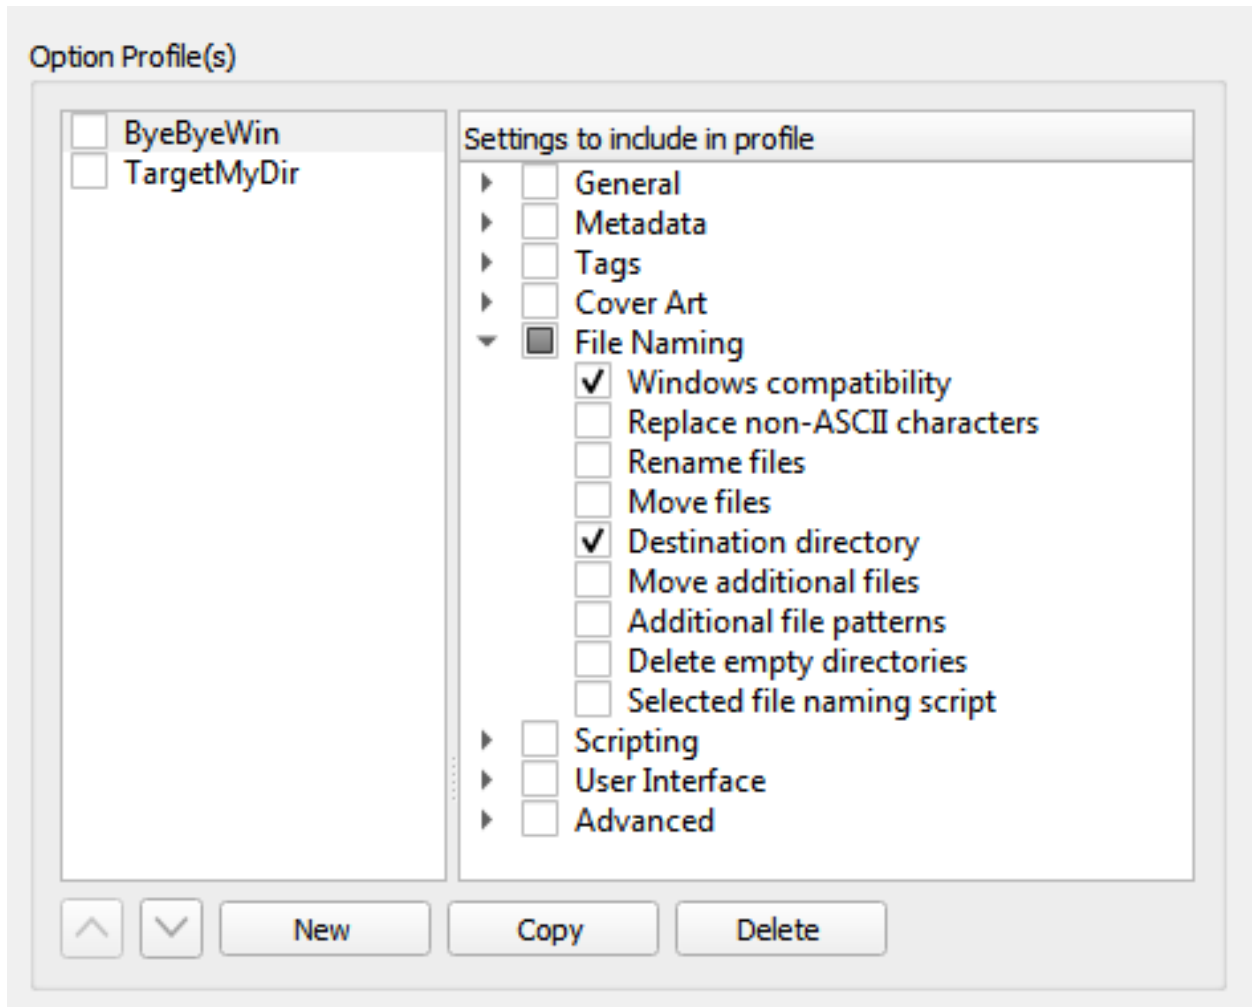 Option Profile(s)
ByeByeWin
TargetMyDir
Settings to include in profile
General
Metadata
Tags
Cover Art
File Naming
Windows compatibility
Replace non-ASCII characters
Rename files
Move files
Destination directory
Move additional files
Additional file patterns
Delete empty directories
Selected file naming script
Scripting
User Interface
Advanced
New
Copy
Delete